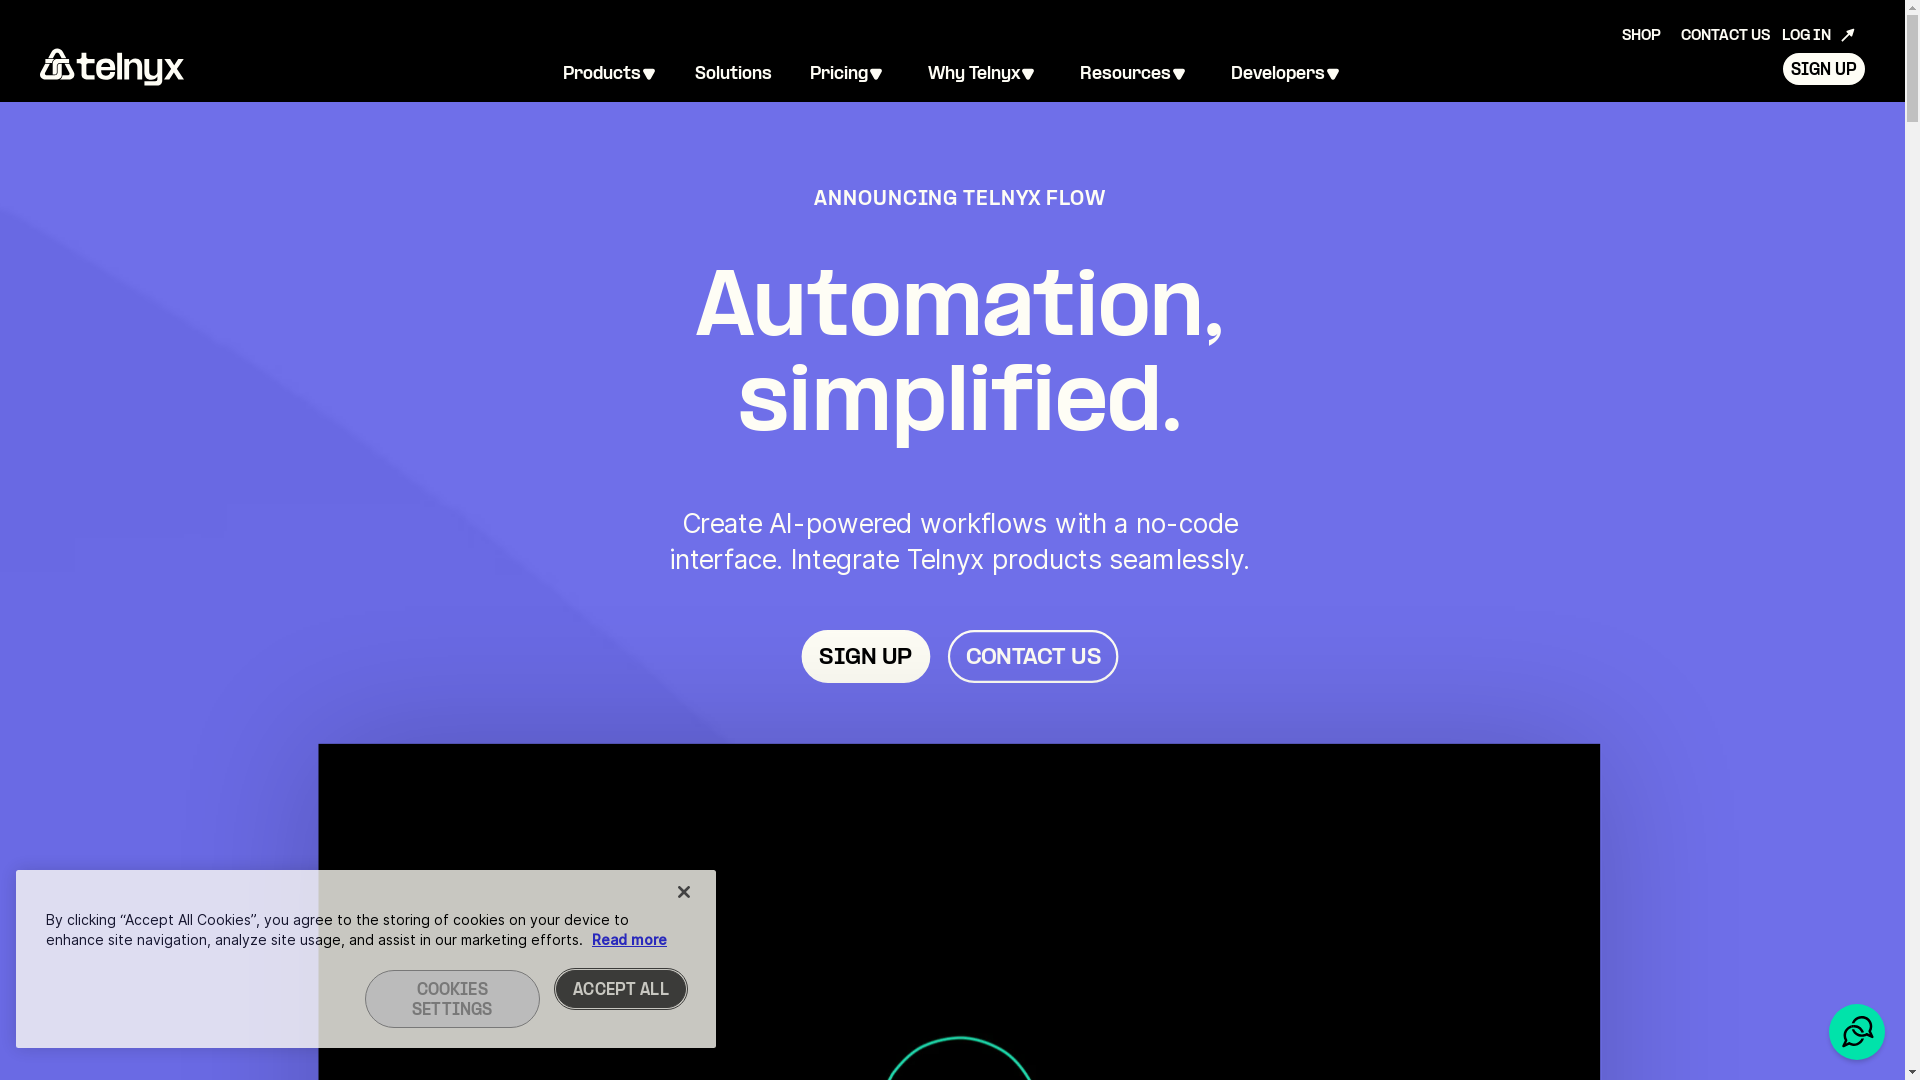 SHOP CONTACT US LOG IN
telnyx Products Solutions Pricing Why Telnyx Resources Developers SIGN UP
ANNOUNCING TELNYX FLOW
Automation,
simplified.
Create AI-powered workflows with a no-code
interface. Integrate Telnyx products seamlessly.
SIGN UP CONTACT US
By clicking “Accept All Cookies”, you agree to the storing of cookies on your device to
enhance site navigation, analyze site usage, and assist in our marketing efforts. Read more
COOKIES
SETTINGS
ACCEPT ALL